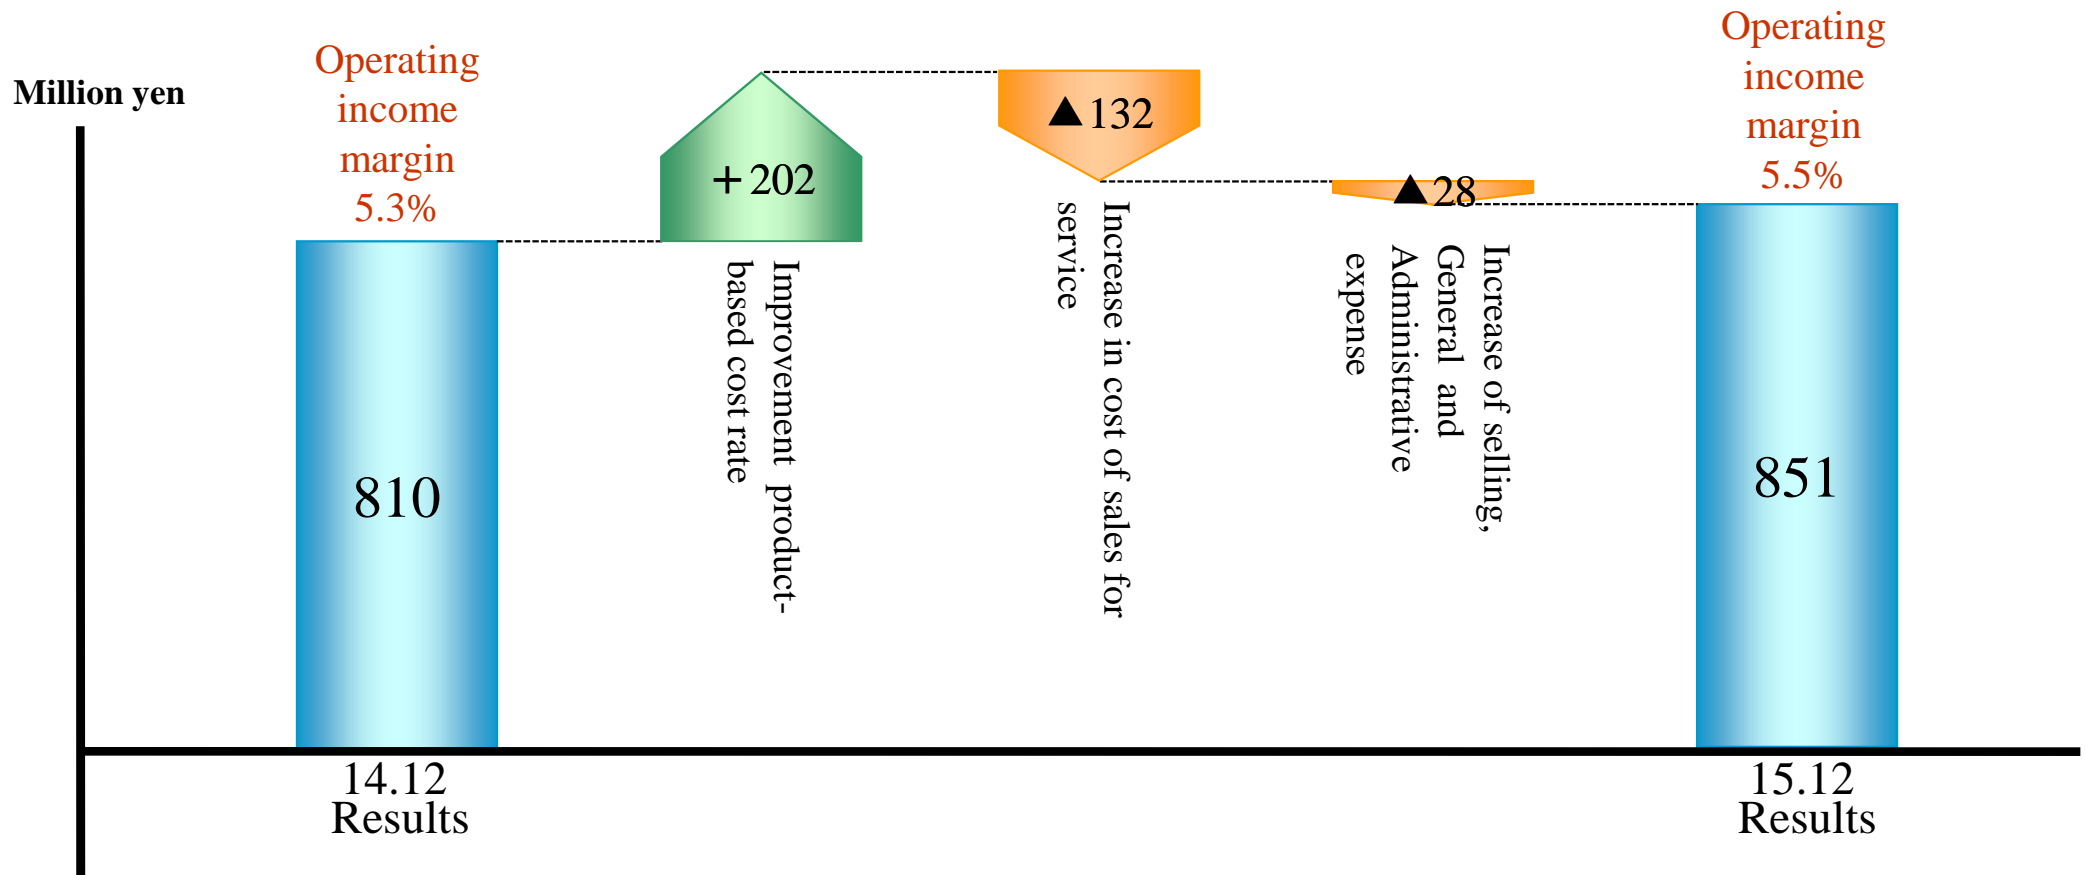 Million yen
Operating
income
margin
5.3%
810
14.12
Results
+202
Improvement product-
based cost rate
▲132
Increase in cost of sales for
service
▲28
Increase of selling,
General and
Administrative
expense
Operating
income
margin
5.5%
851
15.12
Results